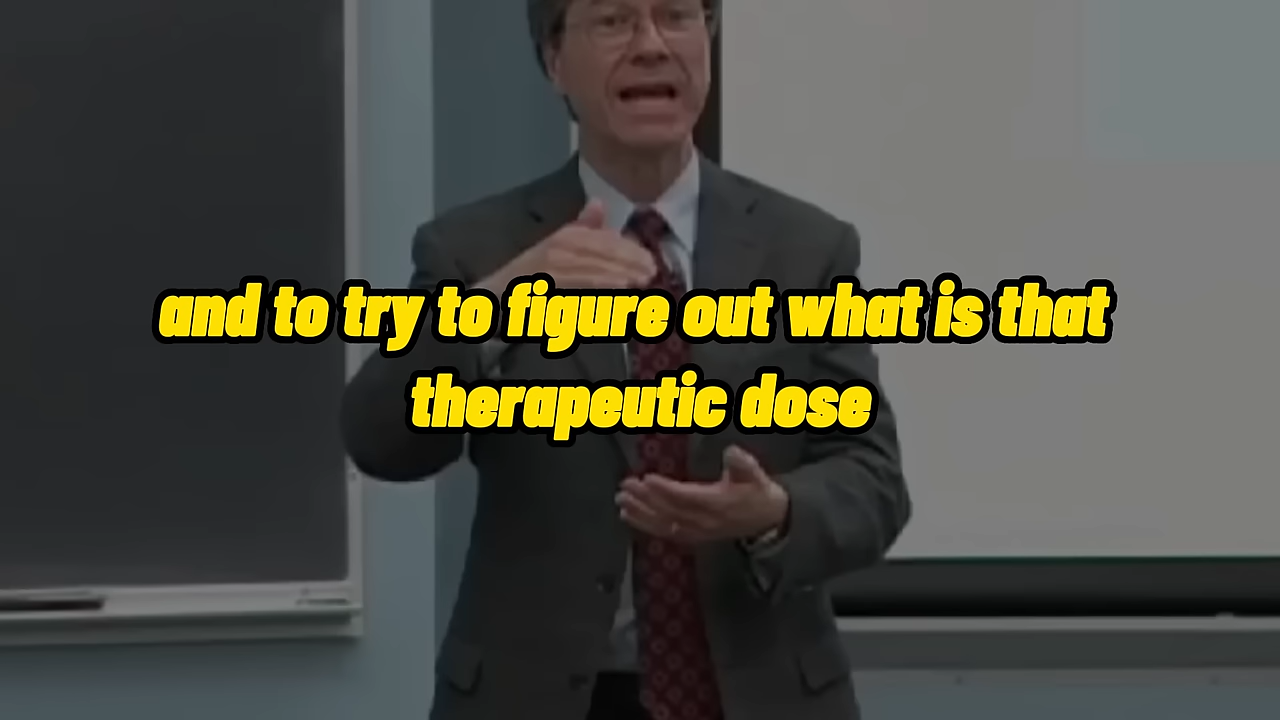 and to try to figure out what is that
therapeutic dose